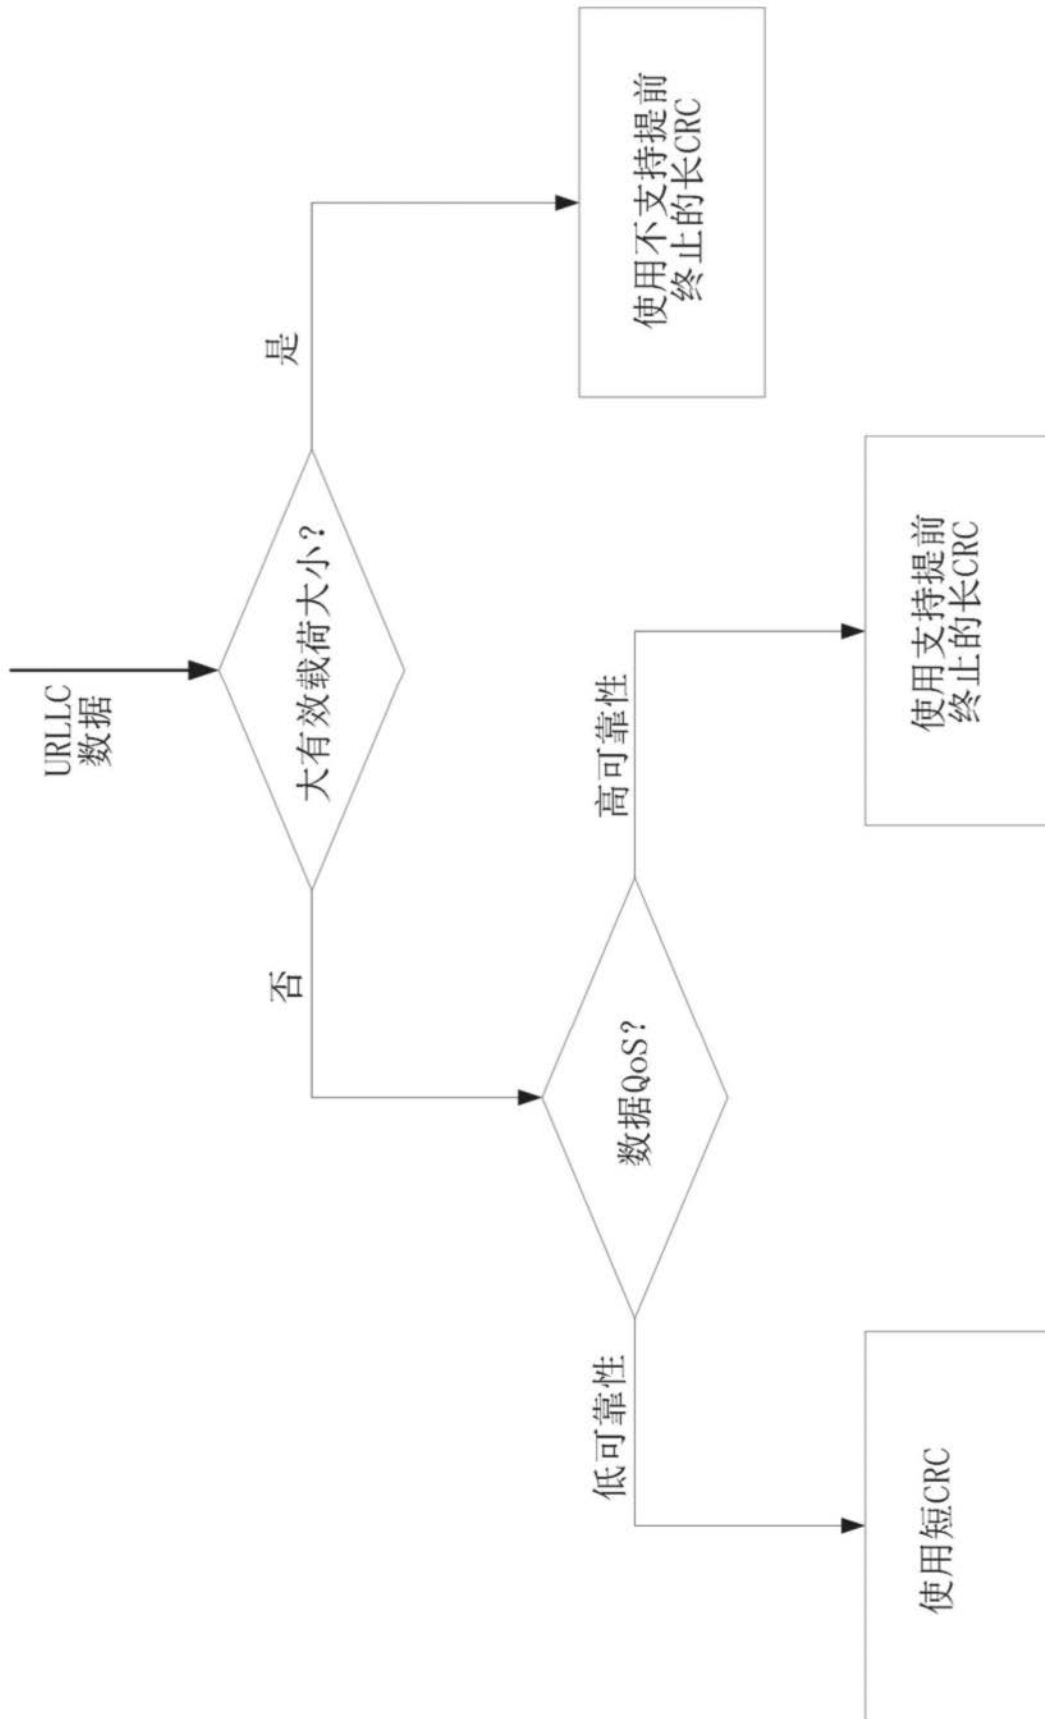 URLLC
数据
大有效载荷大小?
否
是
数据QoS?
使用不支持提前
终止的长CRC
低可靠性
高可靠性
使用短CRC
使用支持提前
终止的长CRC